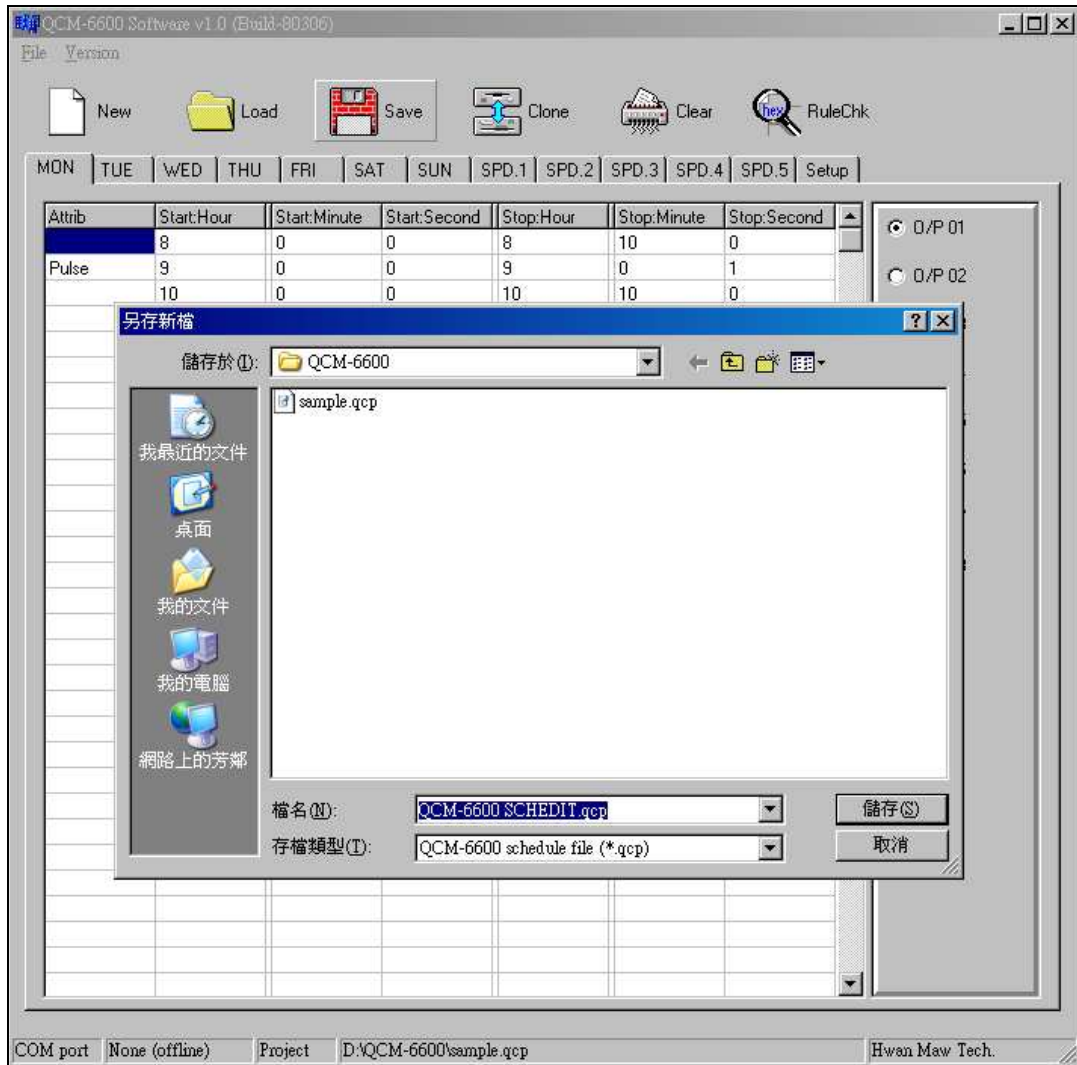 QCM-6600 Software v1.0 (Build-80306)
File Version
New Load Save Clone Clear RuleChk
MON TUE WED THU FRI SAT SUN SPD.1 SPD.2 SPD.3 SPD.4 SPD.5 Setup
Attrib Start:Hour Start:Minute Start:Second Stop:Hour Stop:Minute Stop:Second
8 0 0 8 10 0
Pulse 9 0 0 9 0 1
10 0 0 10 10 0
O/P 01
O/P 02
另存新檔
儲存於(I): QCM-6600
sample.qcp
我最近的文件
桌面
我的文件
我的電腦
網路上的芳鄰
檔名(N): QCM-6600 SCHEDIT.qcp 儲存(S)
存檔類型(T): QCM-6600 schedule file (*.qcp) 取消
COM port None (offline) Project D:\QCM-6600\sample.qcp Hwan Maw Tech.